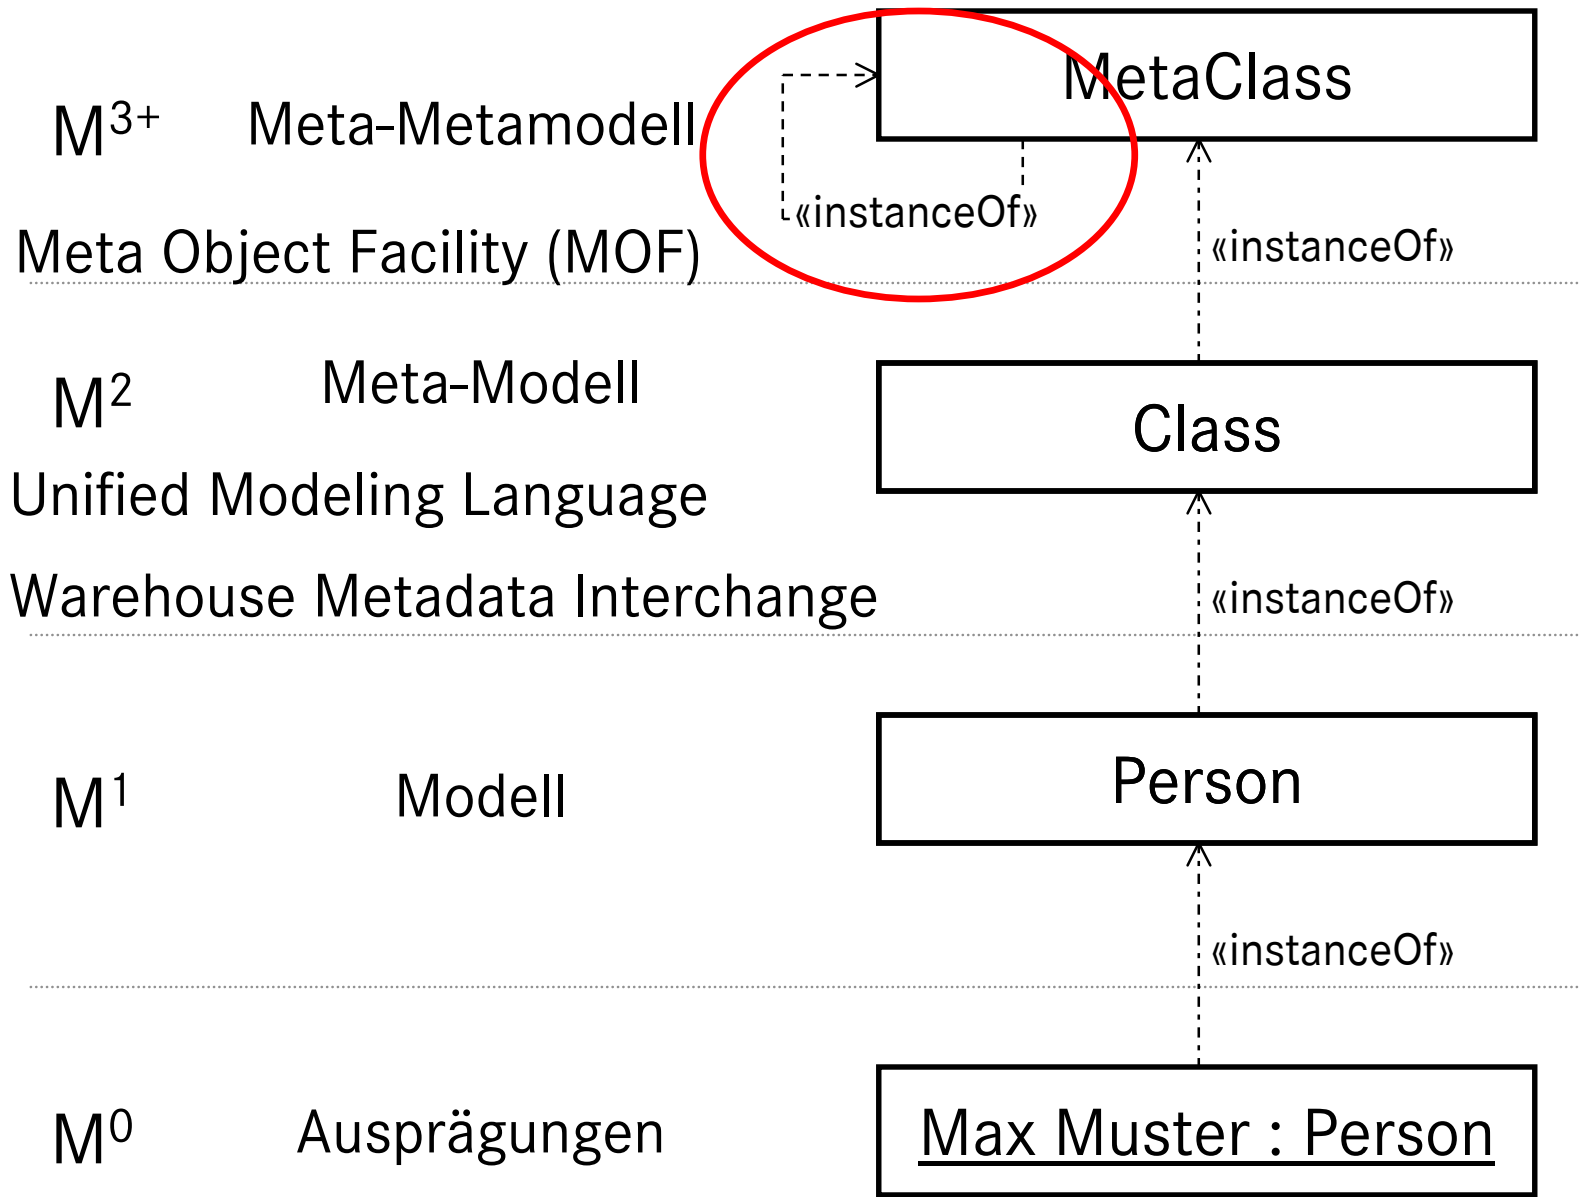 MetaClass
M3+ Meta-Metamodell
«instanceOf»
Meta Object Facility (MOF)
«instanceOf»
M2 Meta-Modell
Class
Unified Modeling Language
Warehouse Metadata Interchange
«instanceOf»
M1 Modell
Person
«instanceOf»
M0 Ausprägungen
Max Muster : Person